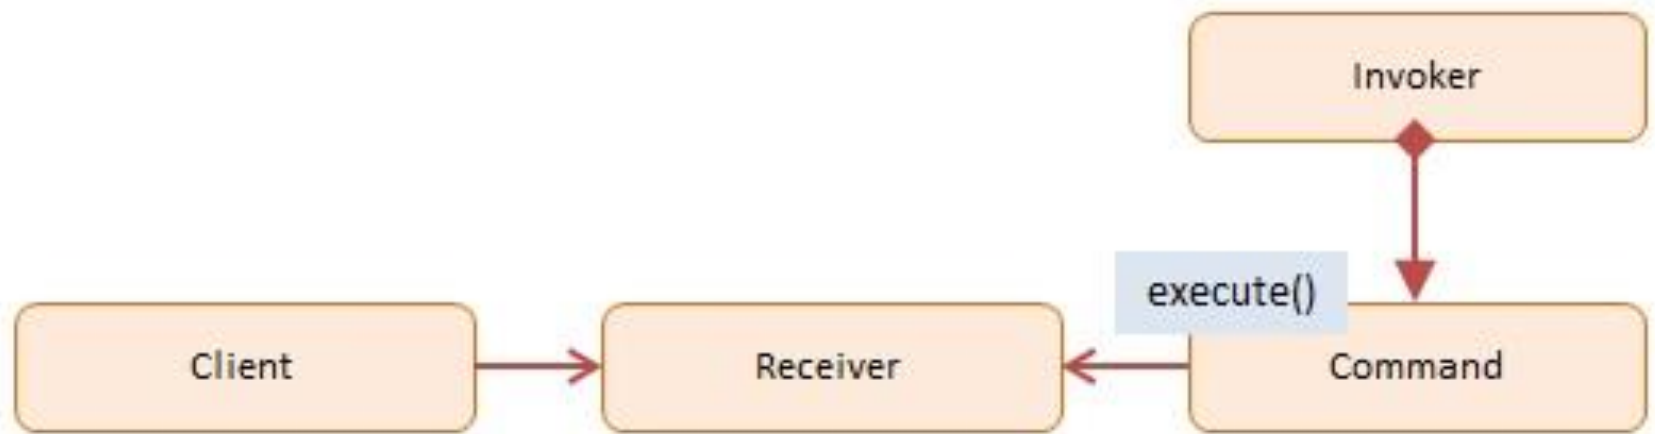 Invoker
execute()
Client
Receiver
Command